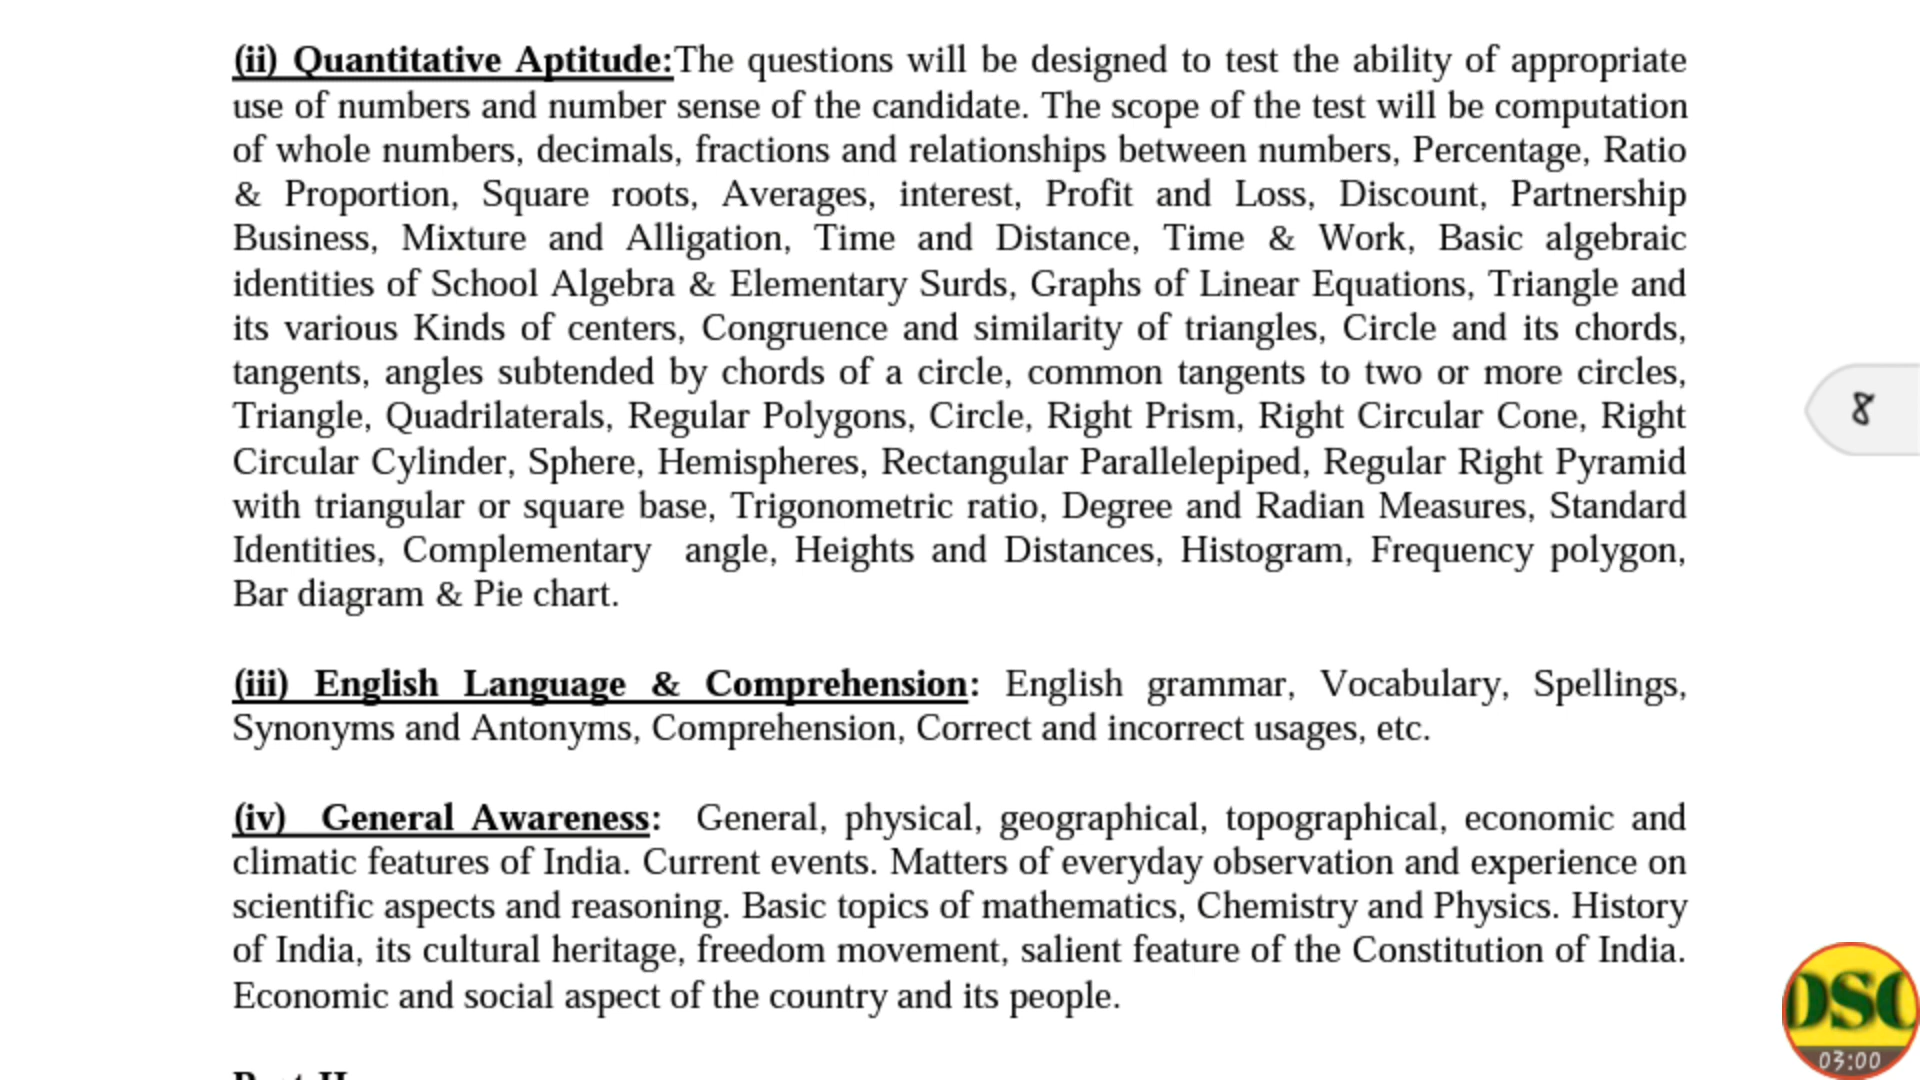 (ii) Quantitative Aptitude:The questions will be designed to test the ability of appropriate
use of numbers and number sense of the candidate. The scope of the test will be computation
of whole numbers, decimals, fractions and relationships between numbers, Percentage, Ratio
& Proportion, Square roots, Averages, interest, Profit and Loss, Discount, Partnership
Business, Mixture and Alligation, Time and Distance, Time & Work, Basic algebraic
identities of School Algebra & Elementary Surds, Graphs of Linear Equations, Triangle and
its various Kinds of centers, Congruence and similarity of triangles, Circle and its chords,
tangents, angles subtended by chords of a circle, common tangents to two or more circles,
Triangle, Quadrilaterals, Regular Polygons, Circle, Right Prism, Right Circular Cone, Right
Circular Cylinder, Sphere, Hemispheres, Rectangular Parallelepiped, Regular Right Pyramid
with triangular or square base, Trigonometric ratio, Degree and Radian Measures, Standard
Identities, Complementary angle, Heights and Distances, Histogram, Frequency polygon,
Bar diagram & Pie chart.
8
(iii) English Language & Comprehension: English grammar, Vocabulary, Spellings,
Synonyms and Antonyms, Comprehension, Correct and incorrect usages, etc.
(iv) General Awareness: General, physical, geographical, topographical, economic and
climatic features of India. Current events. Matters of everyday observation and experience on
scientific aspects and reasoning. Basic topics of mathematics, Chemistry and Physics. History
of India, its cultural heritage, freedom movement, salient feature of the Constitution of India.
Economic and social aspect of the country and its people.
DSC
03:00